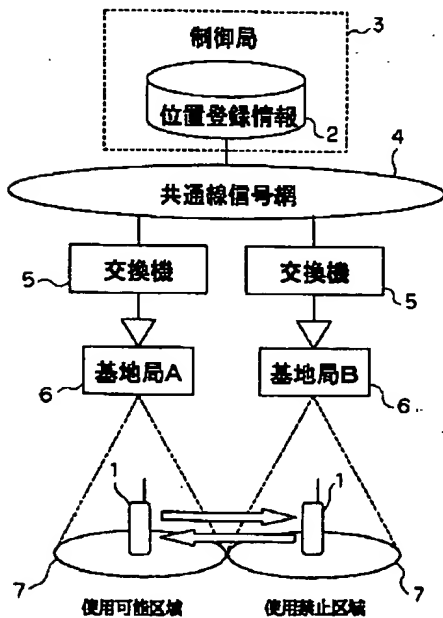 3
制御局
位置登録情報
2
4
共通線信号網
5
交換機
交換機
5
6
基地局A
基地局B
6
1
1
7
7
使用可能区域
使用禁止区域